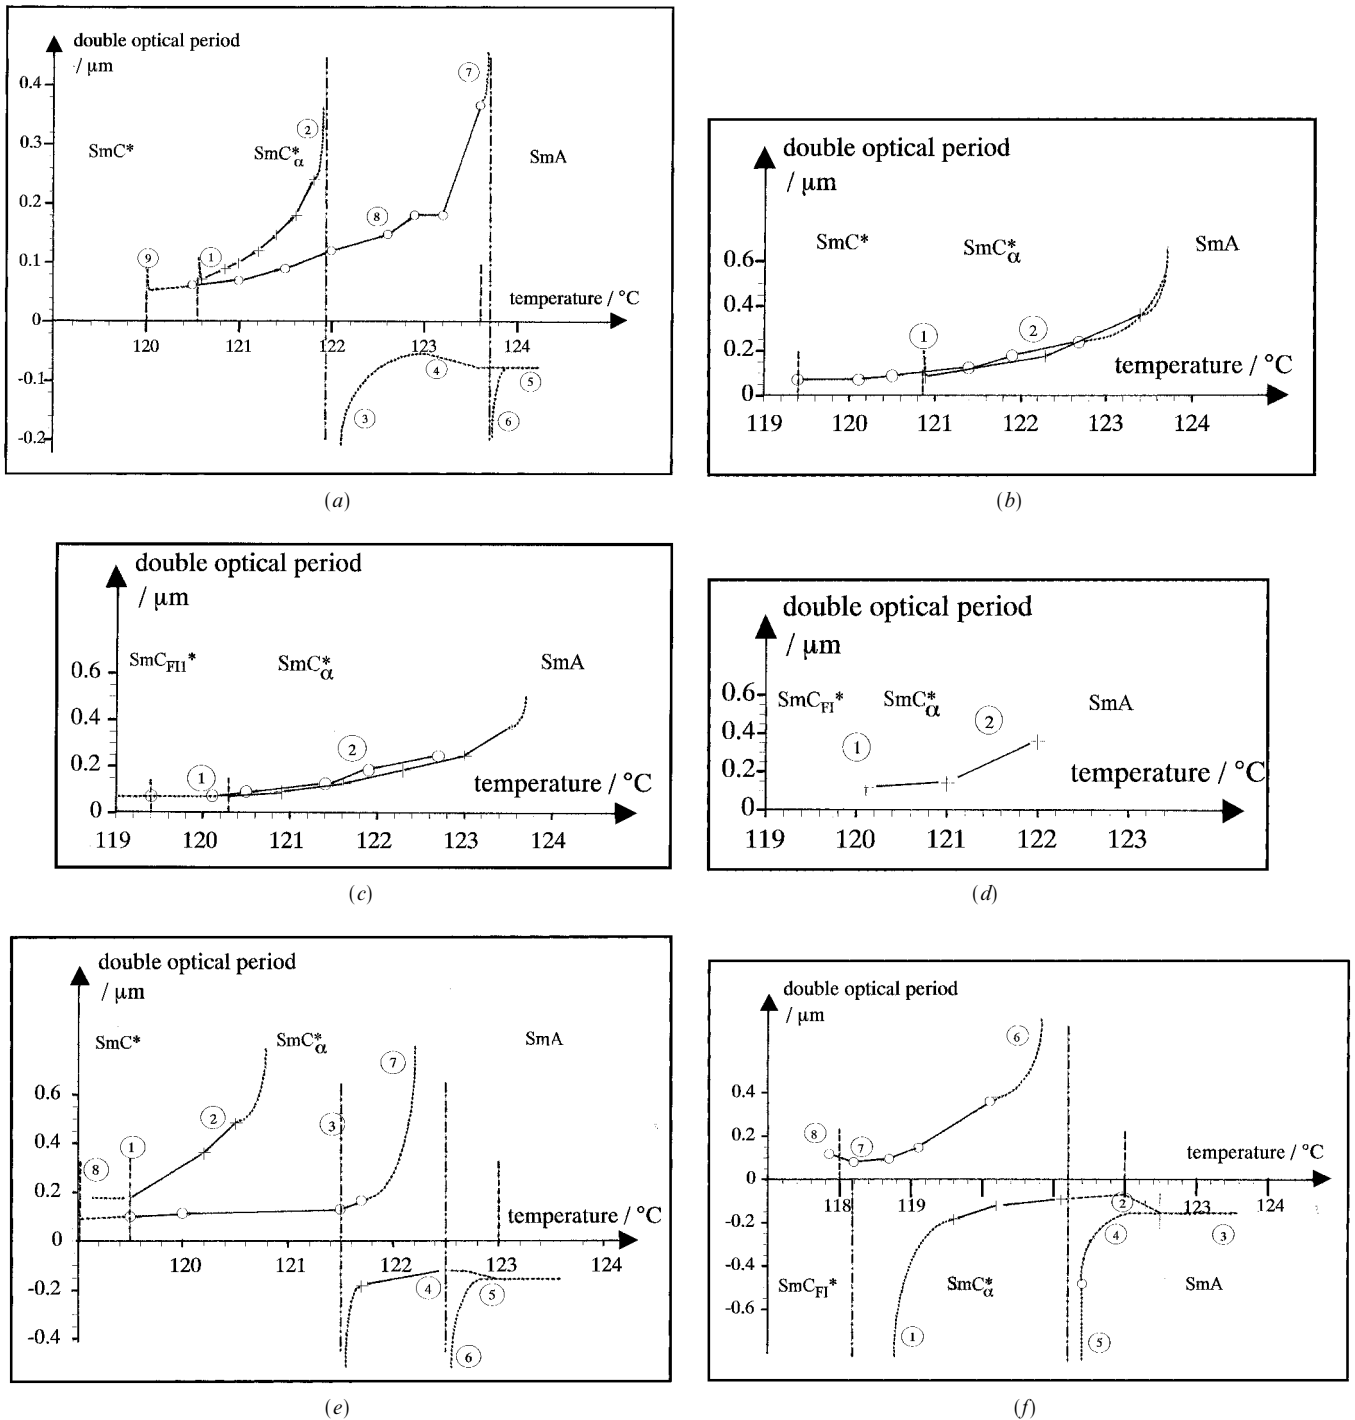 double optical period
/ µm
0.4
0.3
0.2
0.1
0
-0.1
-0.2
SmC*
SmC*α
SmA
1
2
3
4
5
6
7
8
9
temperature / °C
120
121
122
123
124
(a)
double optical period
/ µm
0.6
0.4
0.2
0
SmC*
SmC*α
SmA
1
2
temperature / °C
119
120
121
122
123
124
(b)
double optical period
/ µm
0.6
0.4
0.2
0
SmCFI1*
SmC*α
SmA
1
2
temperature / °C
119
120
121
122
123
124
(c)
double optical period
/ µm
0.6
0.4
0.2
0
SmCFI*
SmC*α
SmA
1
2
temperature / °C
119
120
121
122
123
(d)
double optical period
/ µm
SmC*
SmC*α
SmA
0.6
0.4
0.2
0
-0.2
-0.4
1
2
3
4
5
6
7
8
temperature / °C
120
121
122
123
124
(e)
double optical period
/ µm
0.4
0.2
0
-0.2
-0.4
-0.6
1
2
3
4
5
6
7
8
temperature / °C
118
119
123
124
SmCFI*
SmC*α
SmA
(f)